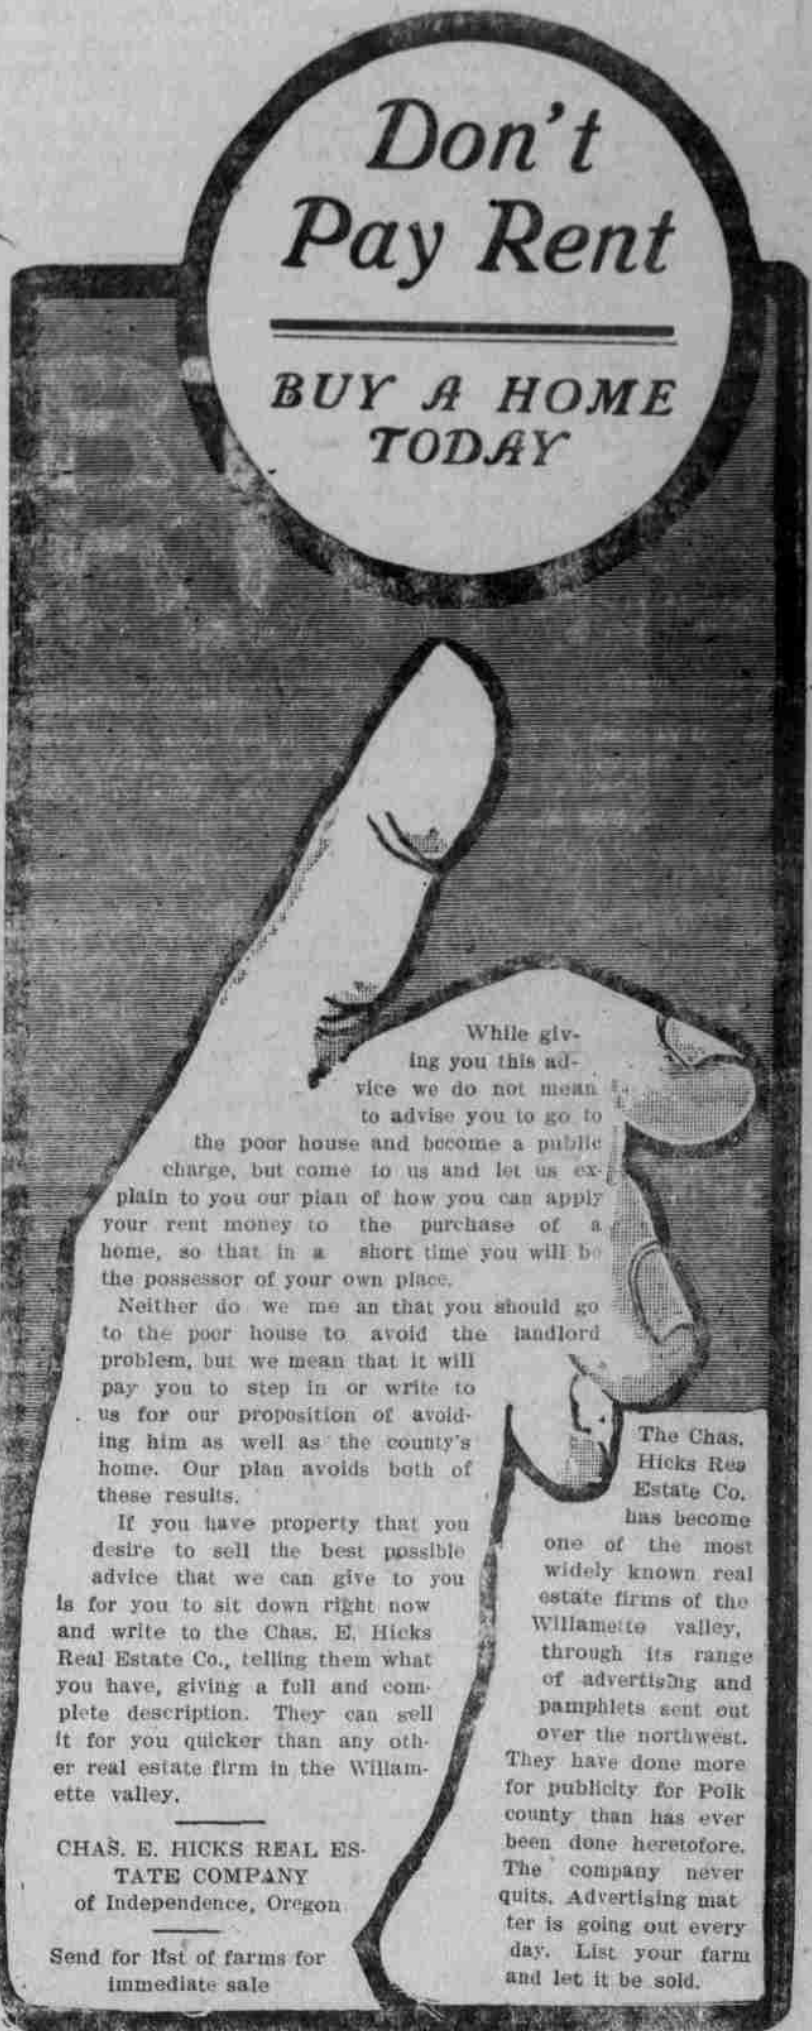 Don't
Pay Rent
BUY A HOME
TODAY
While giv-
ing you this ad-
vice we do not mean
to advise you to go to
the poor house and become a public
charge, but come to us and let us ex-
plain to you our plan of how you can apply
your rent money to the purchase of a
home, so that in a short time you will be
the possessor of your own place.
Neither do we me an that you should go
to the poor house to avoid the landlord
problem, but we mean that it will
pay you to step in or write to
us for our proposition of avoid-
ing him as well as the county's
home. Our plan avoids both of
these results.
If you have property that you
desire to sell the best possible
advice that we can give to you
is for you to sit down right now
and write to the Chas. E. Hicks
Real Estate Co., telling them what
you have, giving a full and com-
plete description. They can sell
it for you quicker than any oth-
er real estate firm in the Willam-
ette valley.
CHAS. E. HICKS REAL ES-
TATE COMPANY
of Independence, Oregon
Send for list of farms for
immediate sale
The Chas.
Hicks Rea
Estate Co.
has become
one of the most
widely known real
estate firms of the
Willamette valley,
through its range
of advertising and
pamphlets sent out
over the northwest.
They have done more
for publicity for Polk
county than has ever
been done heretofore.
The company never
quits. Advertising mat
ter is going out every
day. List your farm
and let it be sold.